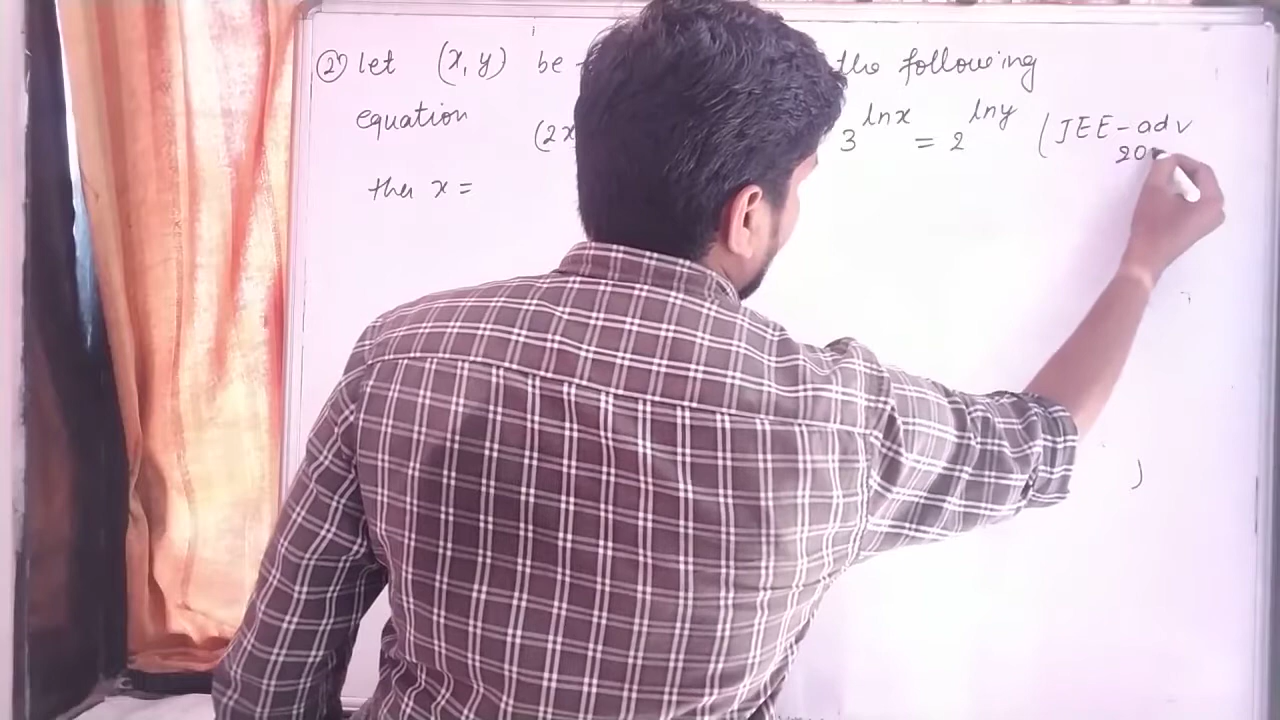 ② let (x, y) be the following
equation (2x 3^{lnx} = 2^{lny} (JEE-adv
20
then x =